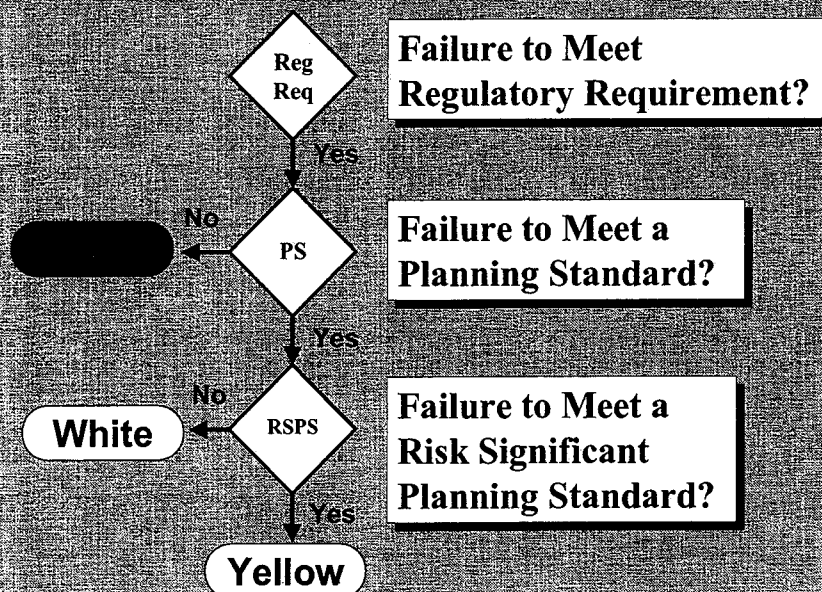 Reg
Req
Failure to Meet
Regulatory Requirement?
Yes
No
PS
Failure to Meet a
Planning Standard?
Yes
No
White
RSPS
Failure to Meet a
Risk Significant
Planning Standard?
Yes
Yellow